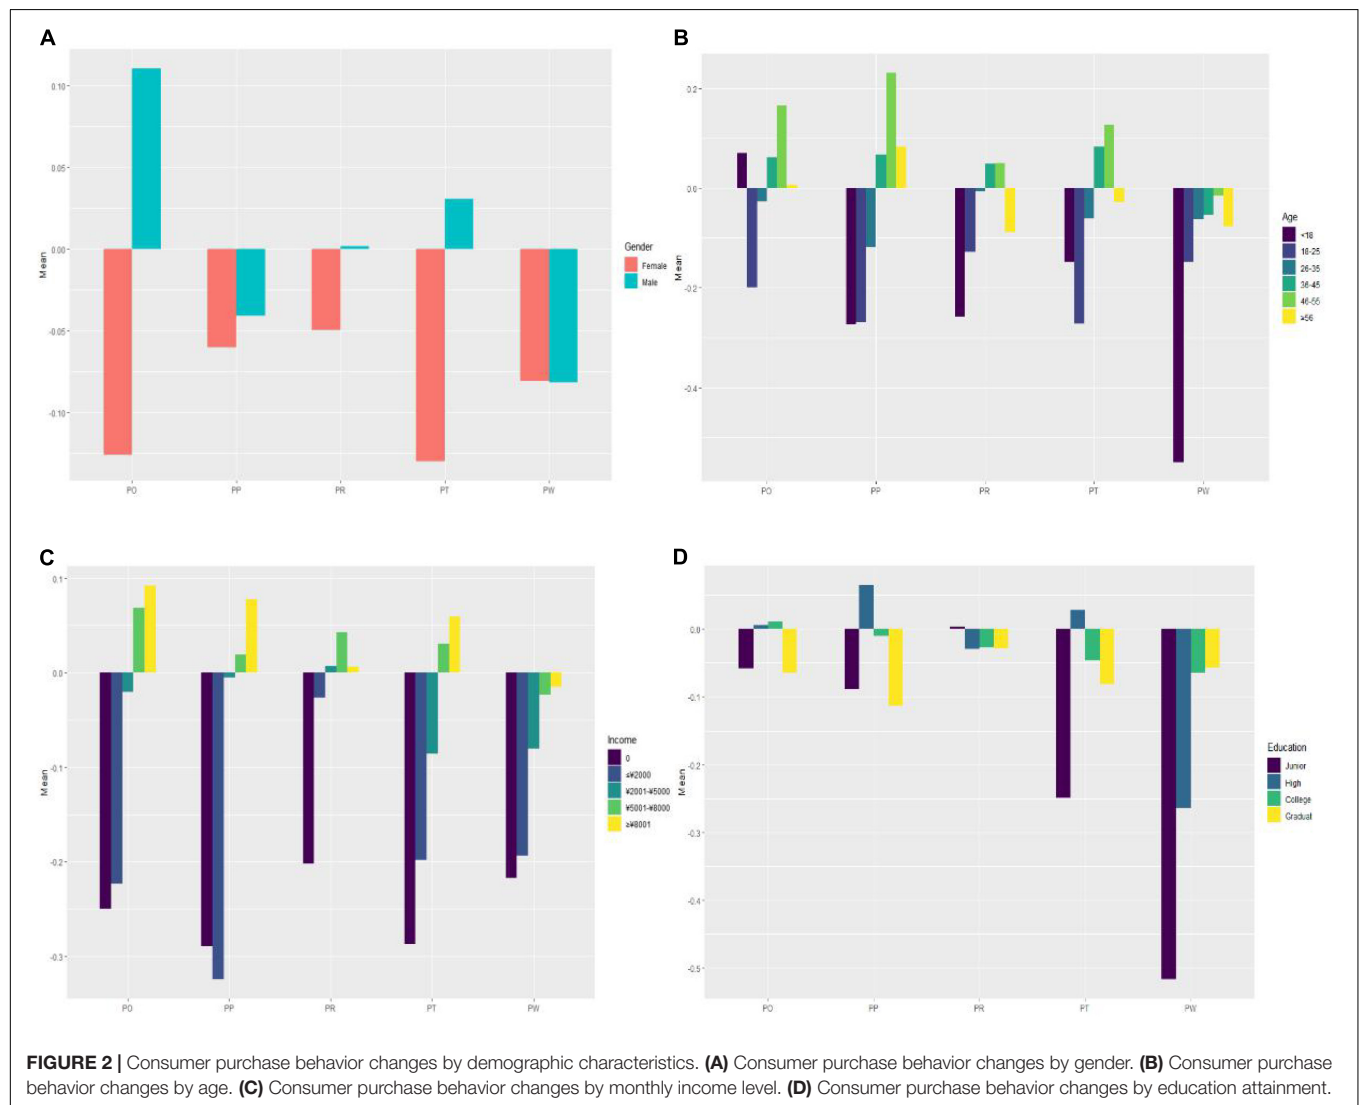 A
Mean
0.10
0.05
0.00
-0.05
-0.10
PO PP PR PT PW
Gender
Female
Male
B
Mean
0.2
0.0
-0.2
-0.4
PO PP PR PT PW
Age
<18
18-25
26-35
36-45
46-55
≥56
C
Mean
0.1
0.0
-0.1
-0.2
-0.3
PO PP PR PT PW
Income
0
≤¥2000
¥2001-¥5000
¥5001-¥8000
≥¥8001
D
Mean
0.0
-0.1
-0.2
-0.3
-0.4
-0.5
PO PP PR PT PW
Education
Junior
High
College
Graduat
FIGURE 2 | Consumer purchase behavior changes by demographic characteristics. (A) Consumer purchase behavior changes by gender. (B) Consumer purchase
behavior changes by age. (C) Consumer purchase behavior changes by monthly income level. (D) Consumer purchase behavior changes by education attainment.